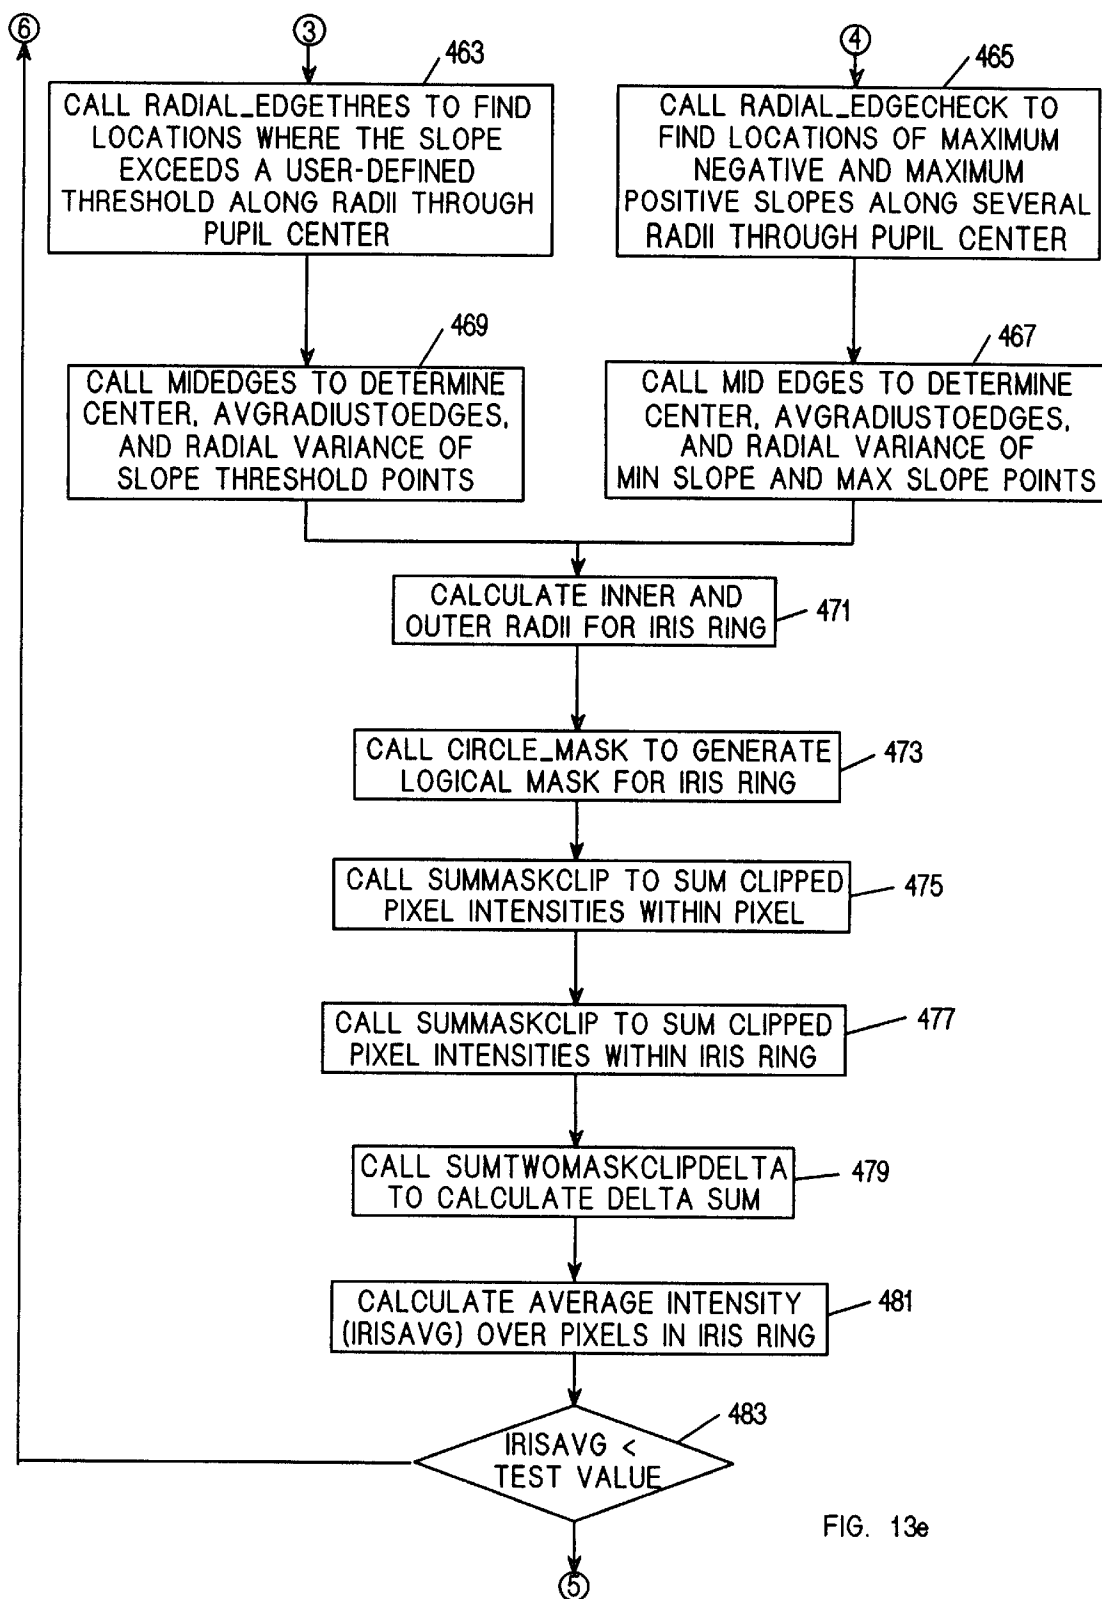 6
3
4
463
CALL RADIAL_EDGETHRES TO FIND
LOCATIONS WHERE THE SLOPE
EXCEEDS A USER-DEFINED
THRESHOLD ALONG RADII THROUGH
PUPIL CENTER
465
CALL RADIAL_EDGECHECK TO
FIND LOCATIONS OF MAXIMUM
NEGATIVE AND MAXIMUM
POSITIVE SLOPES ALONG SEVERAL
RADII THROUGH PUPIL CENTER
469
CALL MIDEDGES TO DETERMINE
CENTER, AVGRADIUSTOEDGES,
AND RADIAL VARIANCE OF
SLOPE THRESHOLD POINTS
467
CALL MID EDGES TO DETERMINE
CENTER, AVGRADIUSTOEDGES,
AND RADIAL VARIANCE OF
MIN SLOPE AND MAX SLOPE POINTS
CALCULATE INNER AND
OUTER RADII FOR IRIS RING
471
CALL CIRCLE_MASK TO GENERATE
LOGICAL MASK FOR IRIS RING
473
CALL SUMMASKCLIP TO SUM CLIPPED
PIXEL INTENSITIES WITHIN PIXEL
475
CALL SUMMASKCLIP TO SUM CLIPPED
PIXEL INTENSITIES WITHIN IRIS RING
477
CALL SUMTWOMASKCLIPDELTA
TO CALCULATE DELTA SUM
479
CALCULATE AVERAGE INTENSITY
(IRISAVG) OVER PIXELS IN IRIS RING
481
IRISAVG <
TEST VALUE
483
FIG. 13e
5